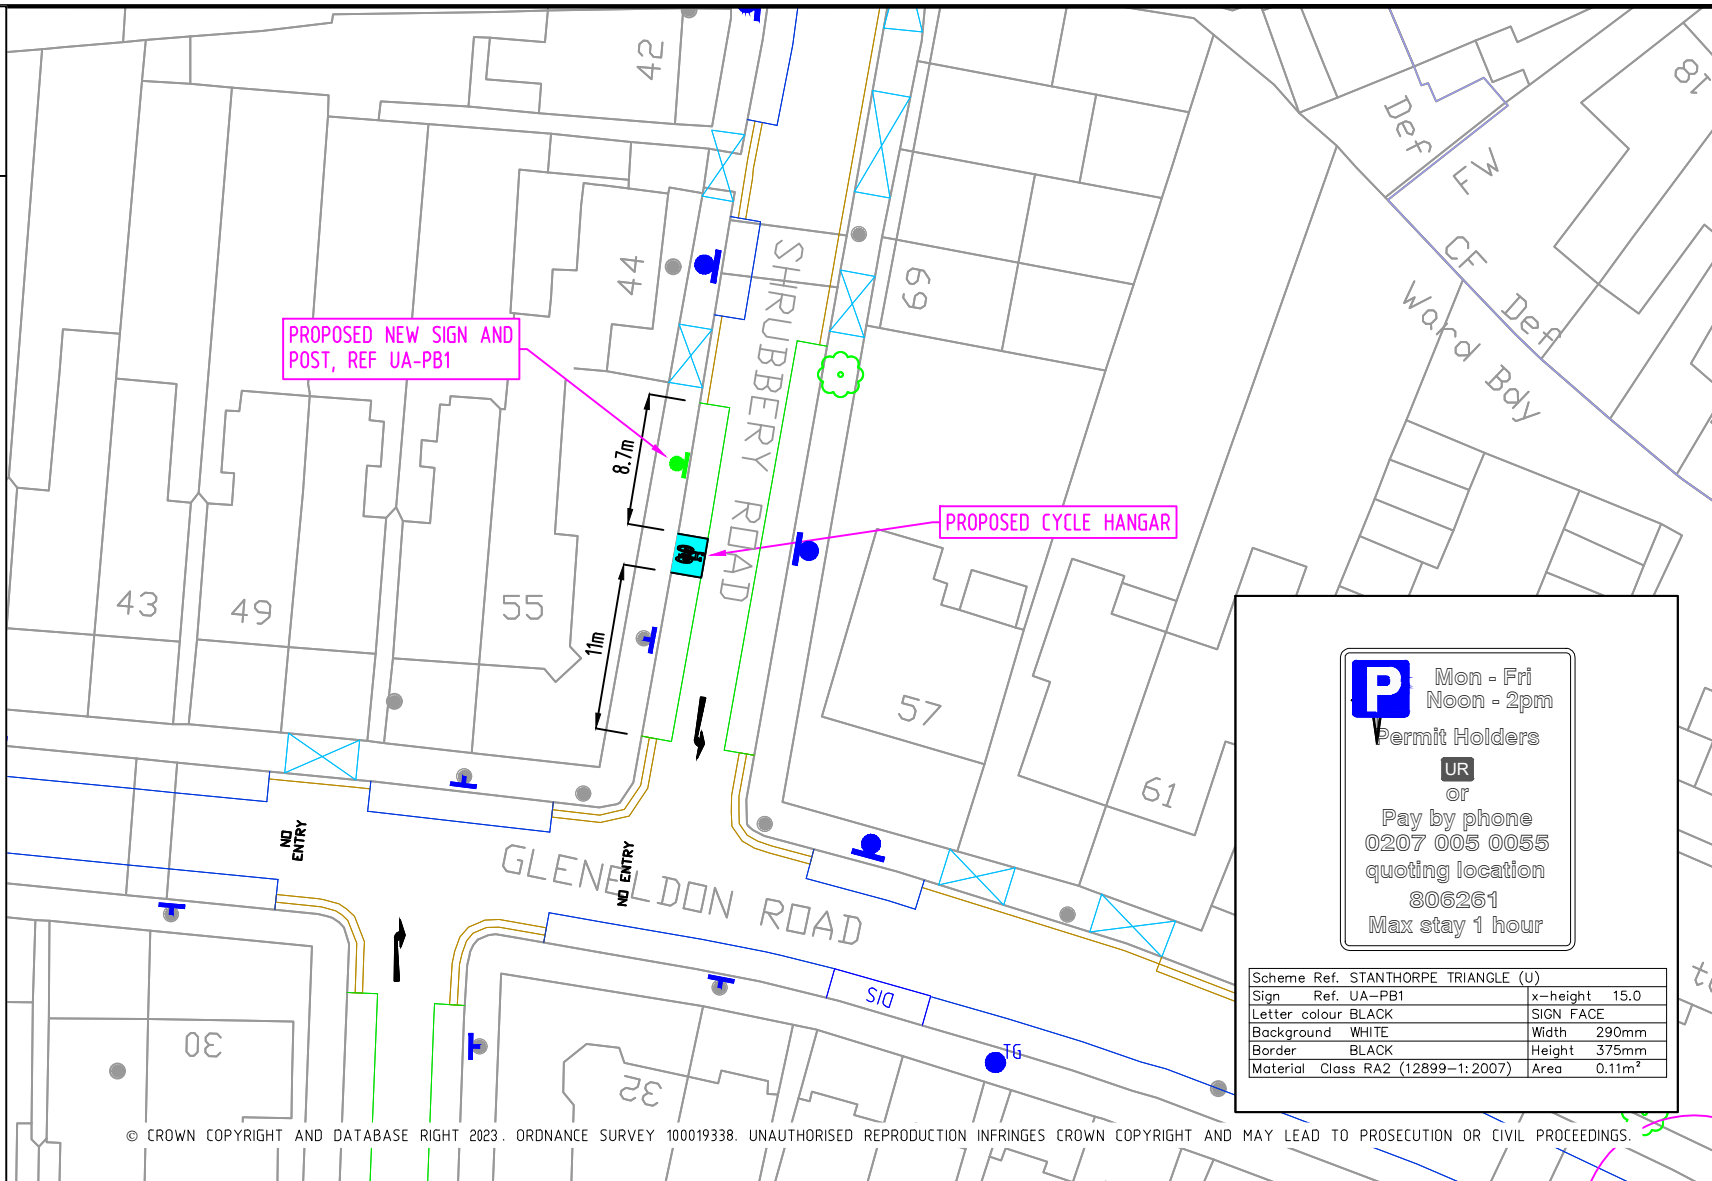 42
18
Def
FW
44
SHRUBBERY ROAD
69
CF
Def
Ward Bdy
PROPOSED NEW SIGN AND
POST, REF UA-PB1
8.7m
PROPOSED CYCLE HANGAR
11m
43
49
55
57
61
NO
ENTRY
NO ENTRY
GLENELDON ROAD
DIS
TG
30
32
P
Mon - Fri
Noon - 2pm
Permit Holders
UR
or
Pay by phone
0207 005 0055
quoting location
806261
Max stay 1 hour
Scheme Ref. STANTHORPE TRIANGLE (U)
Sign Ref. UA-PB1 x-height 15.0
Letter colour BLACK SIGN FACE
Background WHITE Width 290mm
Border BLACK Height 375mm
Material Class RA2 (12899-1:2007) Area 0.11m²
© CROWN COPYRIGHT AND DATABASE RIGHT 2023. ORDNANCE SURVEY 100019338. UNAUTHORISED REPRODUCTION INFRINGES CROWN COPYRIGHT AND MAY LEAD TO PROSECUTION OR CIVIL PROCEEDINGS.